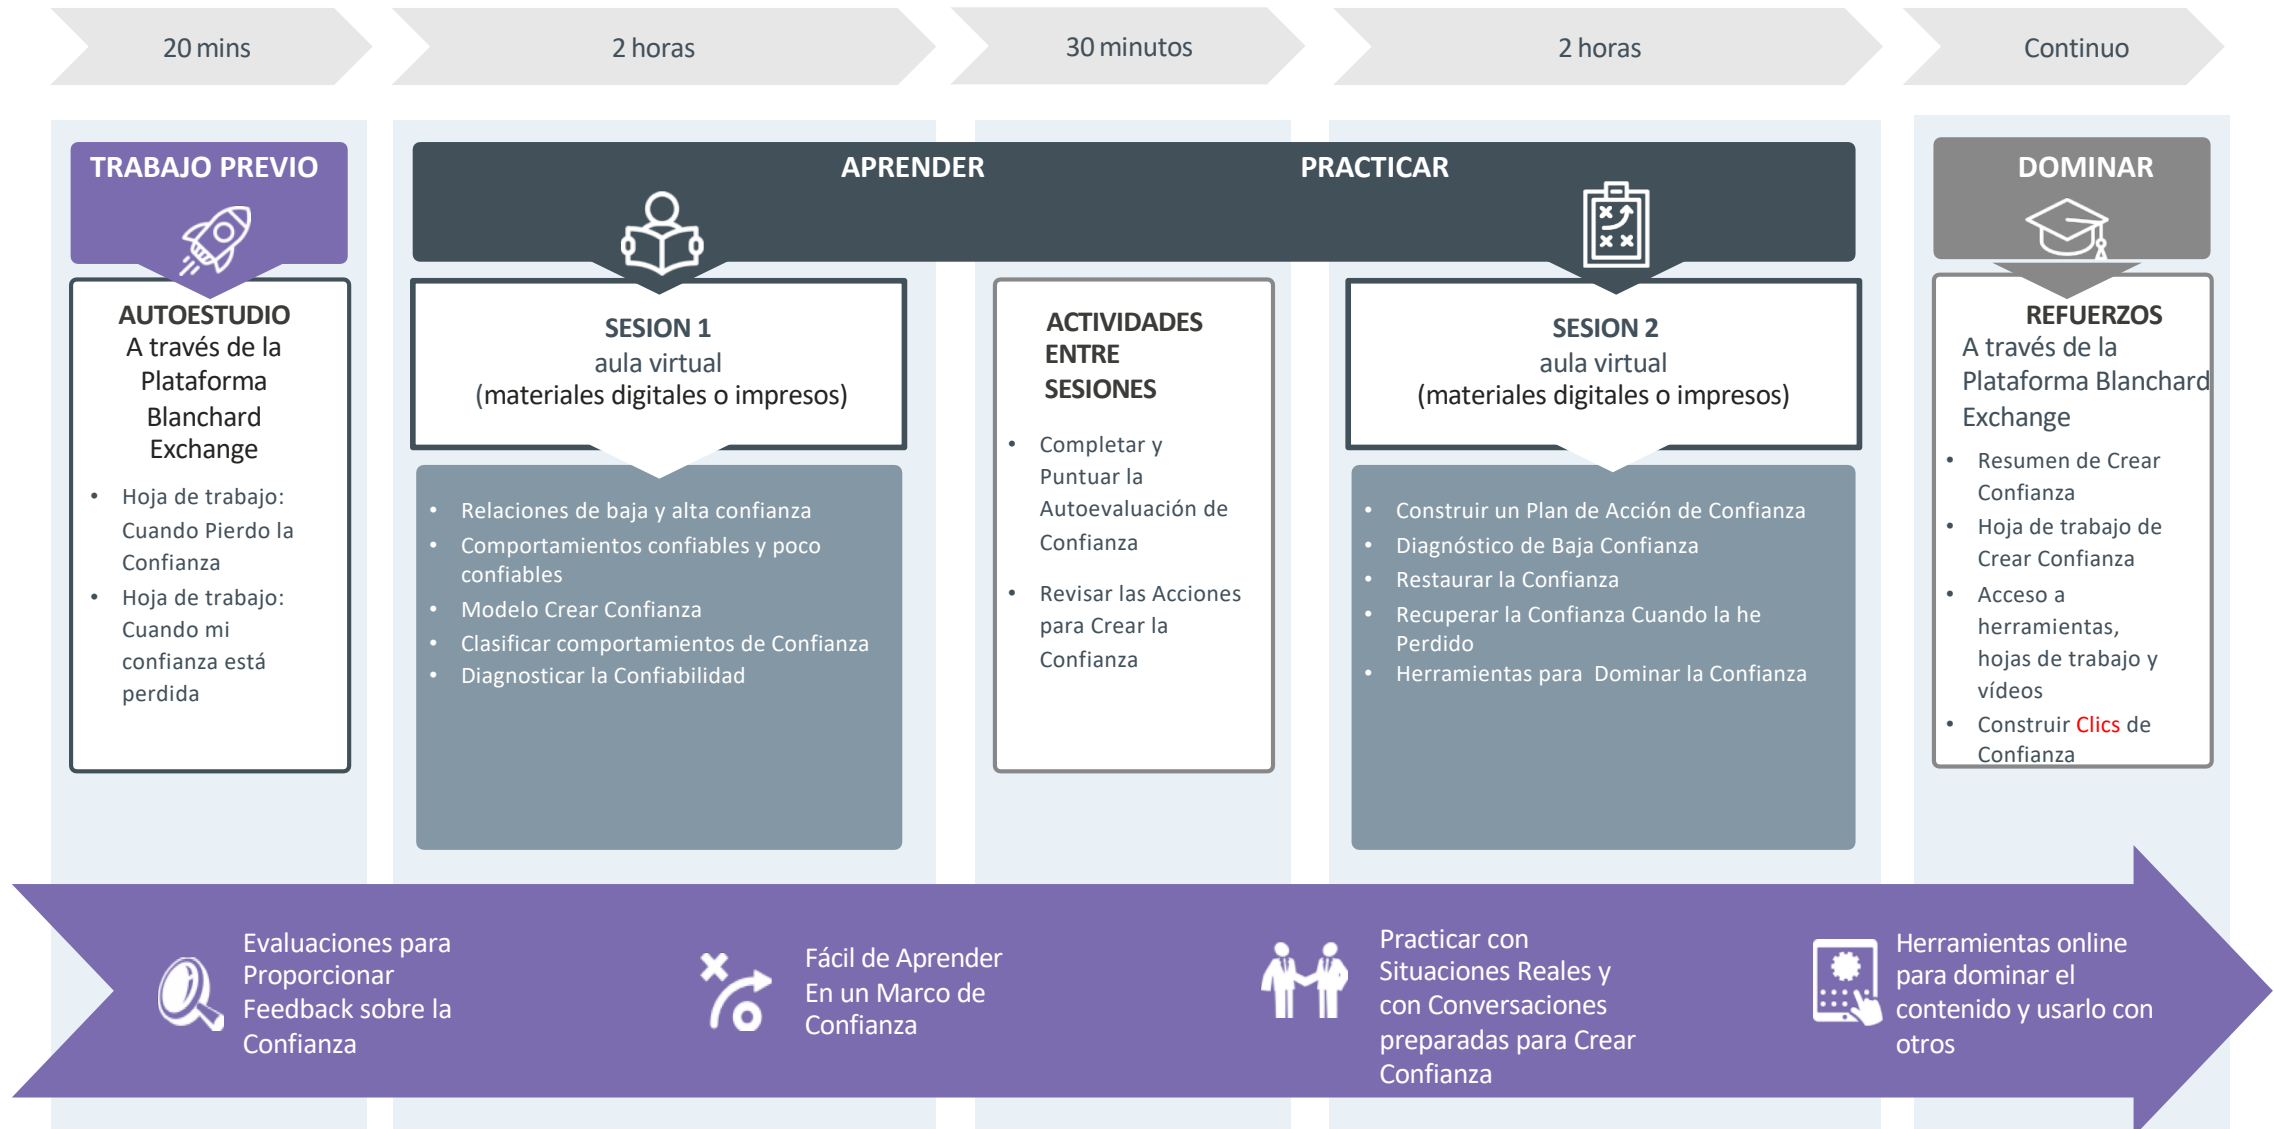 20 mins
2 horas
30 minutos
2 horas
Continuo
TRABAJO PREVIO
APRENDER
PRACTICAR
DOMINAR
AUTOESTUDIO
A través de la
Plataforma
Blanchard
Exchange
• Hoja de trabajo:
Cuando Pierdo la
Confianza
• Hoja de trabajo:
Cuando mi
confianza está
perdida
SESION 1
aula virtual
(materiales digitales o impresos)
• Relaciones de baja y alta confianza
• Comportamientos confiables y poco
confiables
• Modelo Crear Confianza
• Clasificar comportamientos de Confianza
• Diagnosticar la Confiabilidad
ACTIVIDADES
ENTRE
SESIONES
• Completar y
Puntuar la
Autoevaluación de
Confianza
• Revisar las Acciones
para Crear la
Confianza
SESION 2
aula virtual
(materiales digitales o impresos)
• Construir un Plan de Acción de Confianza
• Diagnóstico de Baja Confianza
• Restaurar la Confianza
• Recuperar la Confianza Cuando la he
Perdido
• Herramientas para Dominar la Confianza
REFUERZOS
A través de la
Plataforma Blanchard
Exchange
• Resumen de Crear
Confianza
• Hoja de trabajo de
Crear Confianza
• Acceso a
herramientas,
hojas de trabajo y
vídeos
• Construir Clics de
Confianza
Evaluaciones para
Proporcionar
Feedback sobre la
Confianza
Fácil de Aprender
En un Marco de
Confianza
Practicar con
Situaciones Reales y
con Conversaciones
preparadas para Crear
Confianza
Herramientas online
para dominar el
contenido y usarlo con
otros